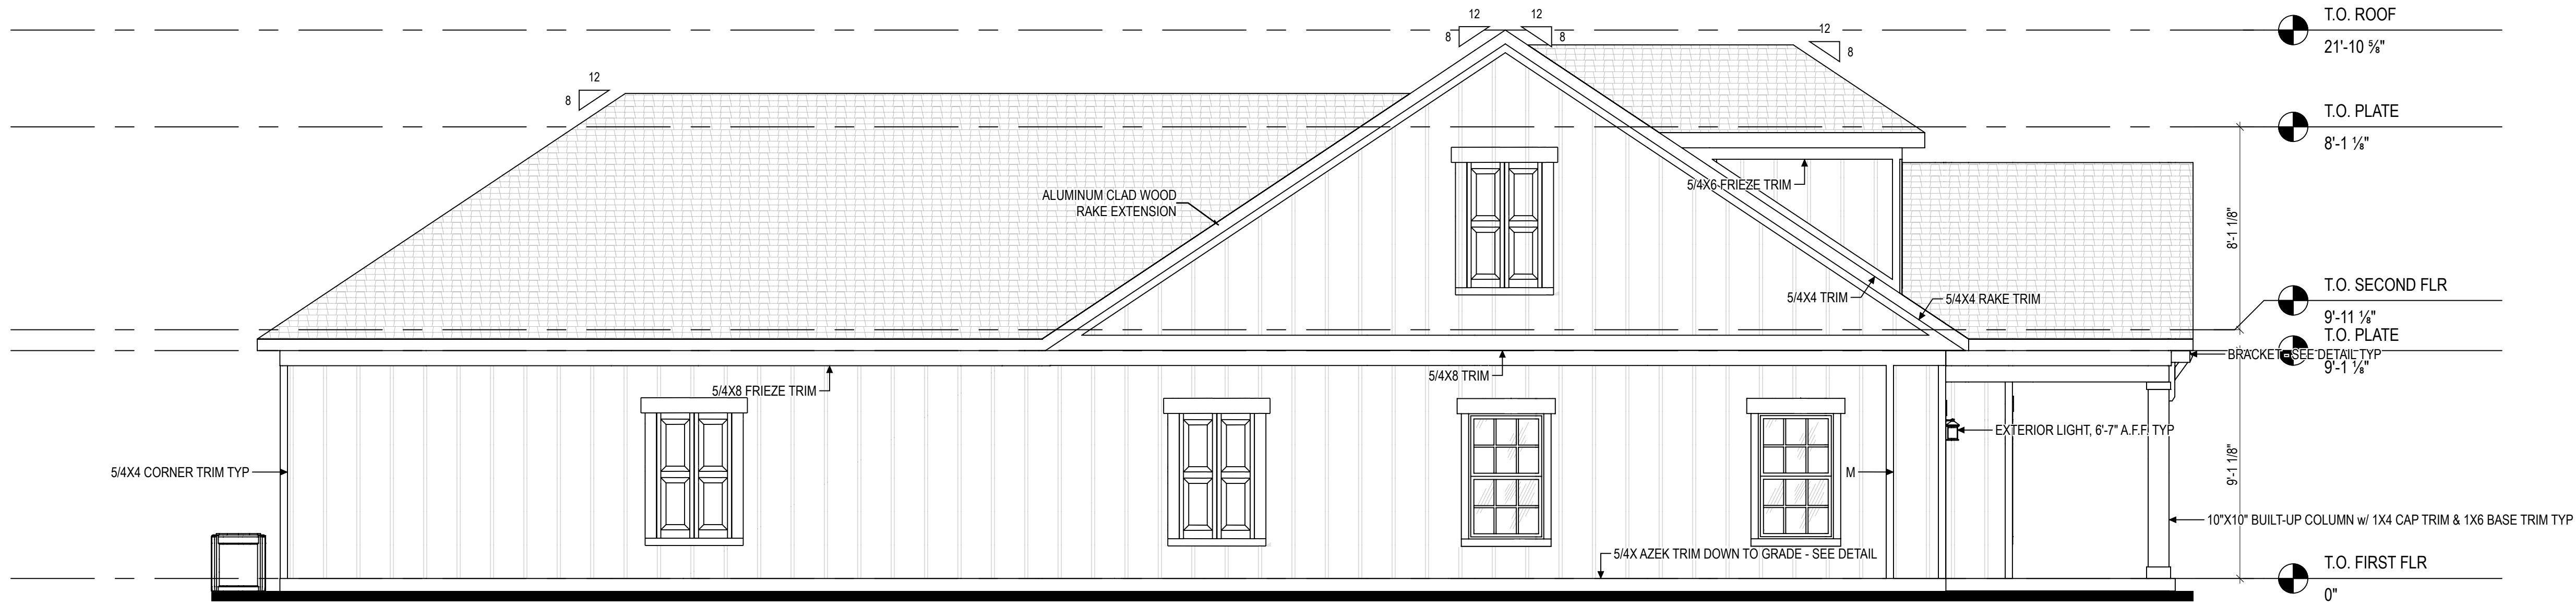 12
12
8
8
12
8
T.O. ROOF
21'-10 ⅝"
12
8
T.O. PLATE
8'-1 ⅛"
ALUMINUM CLAD WOOD
RAKE EXTENSION
5/4X6 FRIEZE TRIM
8'-1 1/8"
5/4X4 TRIM
5/4X4 RAKE TRIM
T.O. SECOND FLR
9'-11 ⅛"
T.O. PLATE
BRACKET - SEE DETAIL TYP
9'-1 ⅛"
5/4X8 FRIEZE TRIM
5/4X8 TRIM
EXTERIOR LIGHT, 6'-7" A.F.F. TYP
5/4X4 CORNER TRIM TYP
M
9'-1 1/8"
10"X10" BUILT-UP COLUMN w/ 1X4 CAP TRIM & 1X6 BASE TRIM TYP
5/4X AZEK TRIM DOWN TO GRADE - SEE DETAIL
T.O. FIRST FLR
0"